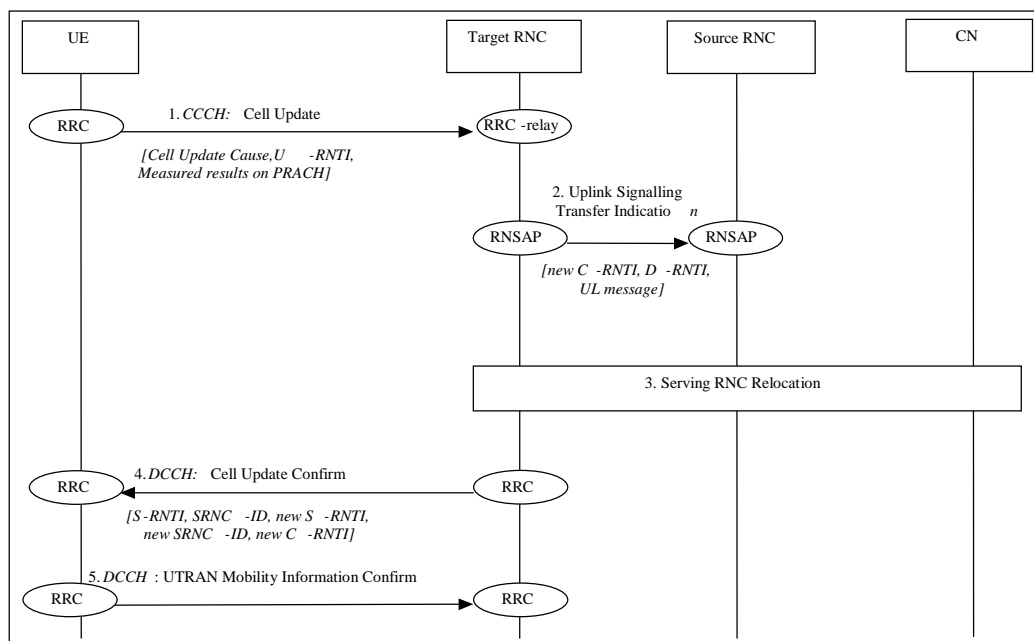 UE
Target RNC
Source RNC
CN
1. CCCH: Cell Update
RRC
RRC -relay
[Cell Update Cause,U -RNTI,
Measured results on PRACH]
2. Uplink Signalling
Transfer Indicatio n
RNSAP
RNSAP
[new C -RNTI, D -RNTI,
UL message]
3. Serving RNC Relocation
4. DCCH: Cell Update Confirm
RRC
RRC
[S -RNTI, SRNC -ID, new S -RNTI,
new SRNC -ID, new C -RNTI]
5. DCCH : UTRAN Mobility Information Confirm
RRC
RRC